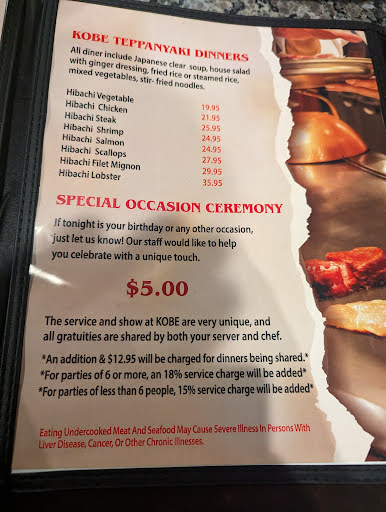 KOBE TEPPANYAKI DINNERS
All diner include Japanese clear soup, house salad
with ginger dressing, fried rice or steamed rice,
mixed vegetables, stir- fried noodles.
Hibachi Vegetable 19.95
Hibachi Chicken 21.95
Hibachi Steak 25.95
Hibachi Shrimp 24.95
Hibachi Salmon 24.95
Hibachi Scallops 27.95
Hibachi Filet Mignon 29.95
Hibachi Lobster 35.95
SPECIAL OCCASION CEREMONY
If tonight is your birthday or any other occasion,
just let us know! Our staff would like to help
you celebrate with a unique touch.
$5.00
The service and show at KOBE are very unique, and
all gratuities are shared by both your server and chef.
*An addition & $12.95 will be charged for dinners being shared.*
*For parties of 6 or more, an 18% service charge will be added*
*For parties of less than 6 people, 15% service charge will be added*
Eating Undercooked Meat And Seafood May Cause Severe Illness In Persons With
Liver Disease, Cancer, Or Other Chronic Illnesses.